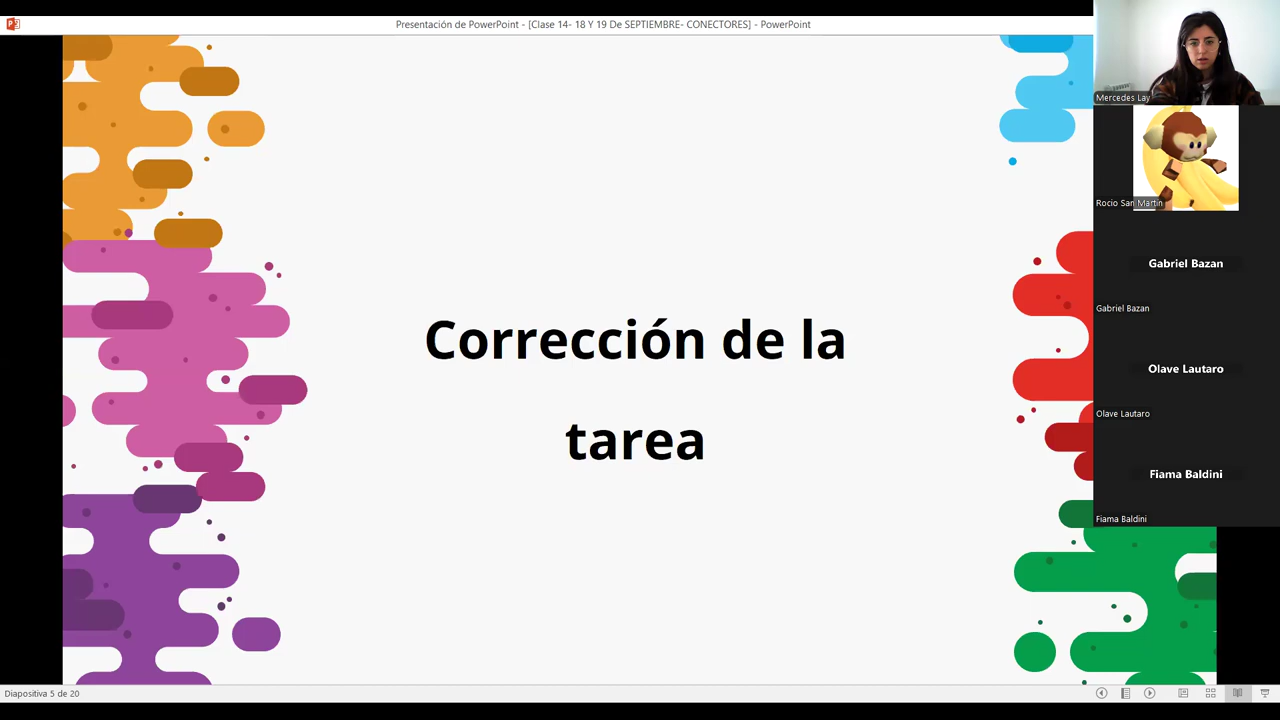 Presentación de PowerPoint - [Clase 14- 18 Y 19 De SEPTIEMBRE- CONECTORES] - PowerPoint
Mercedes Lay
Rocio San Martin
Gabriel Bazan
Gabriel Bazan
Olave Lautaro
Olave Lautaro
Fiama Baldini
Fiama Baldini
Corrección de la
tarea
Diapositiva 5 de 20